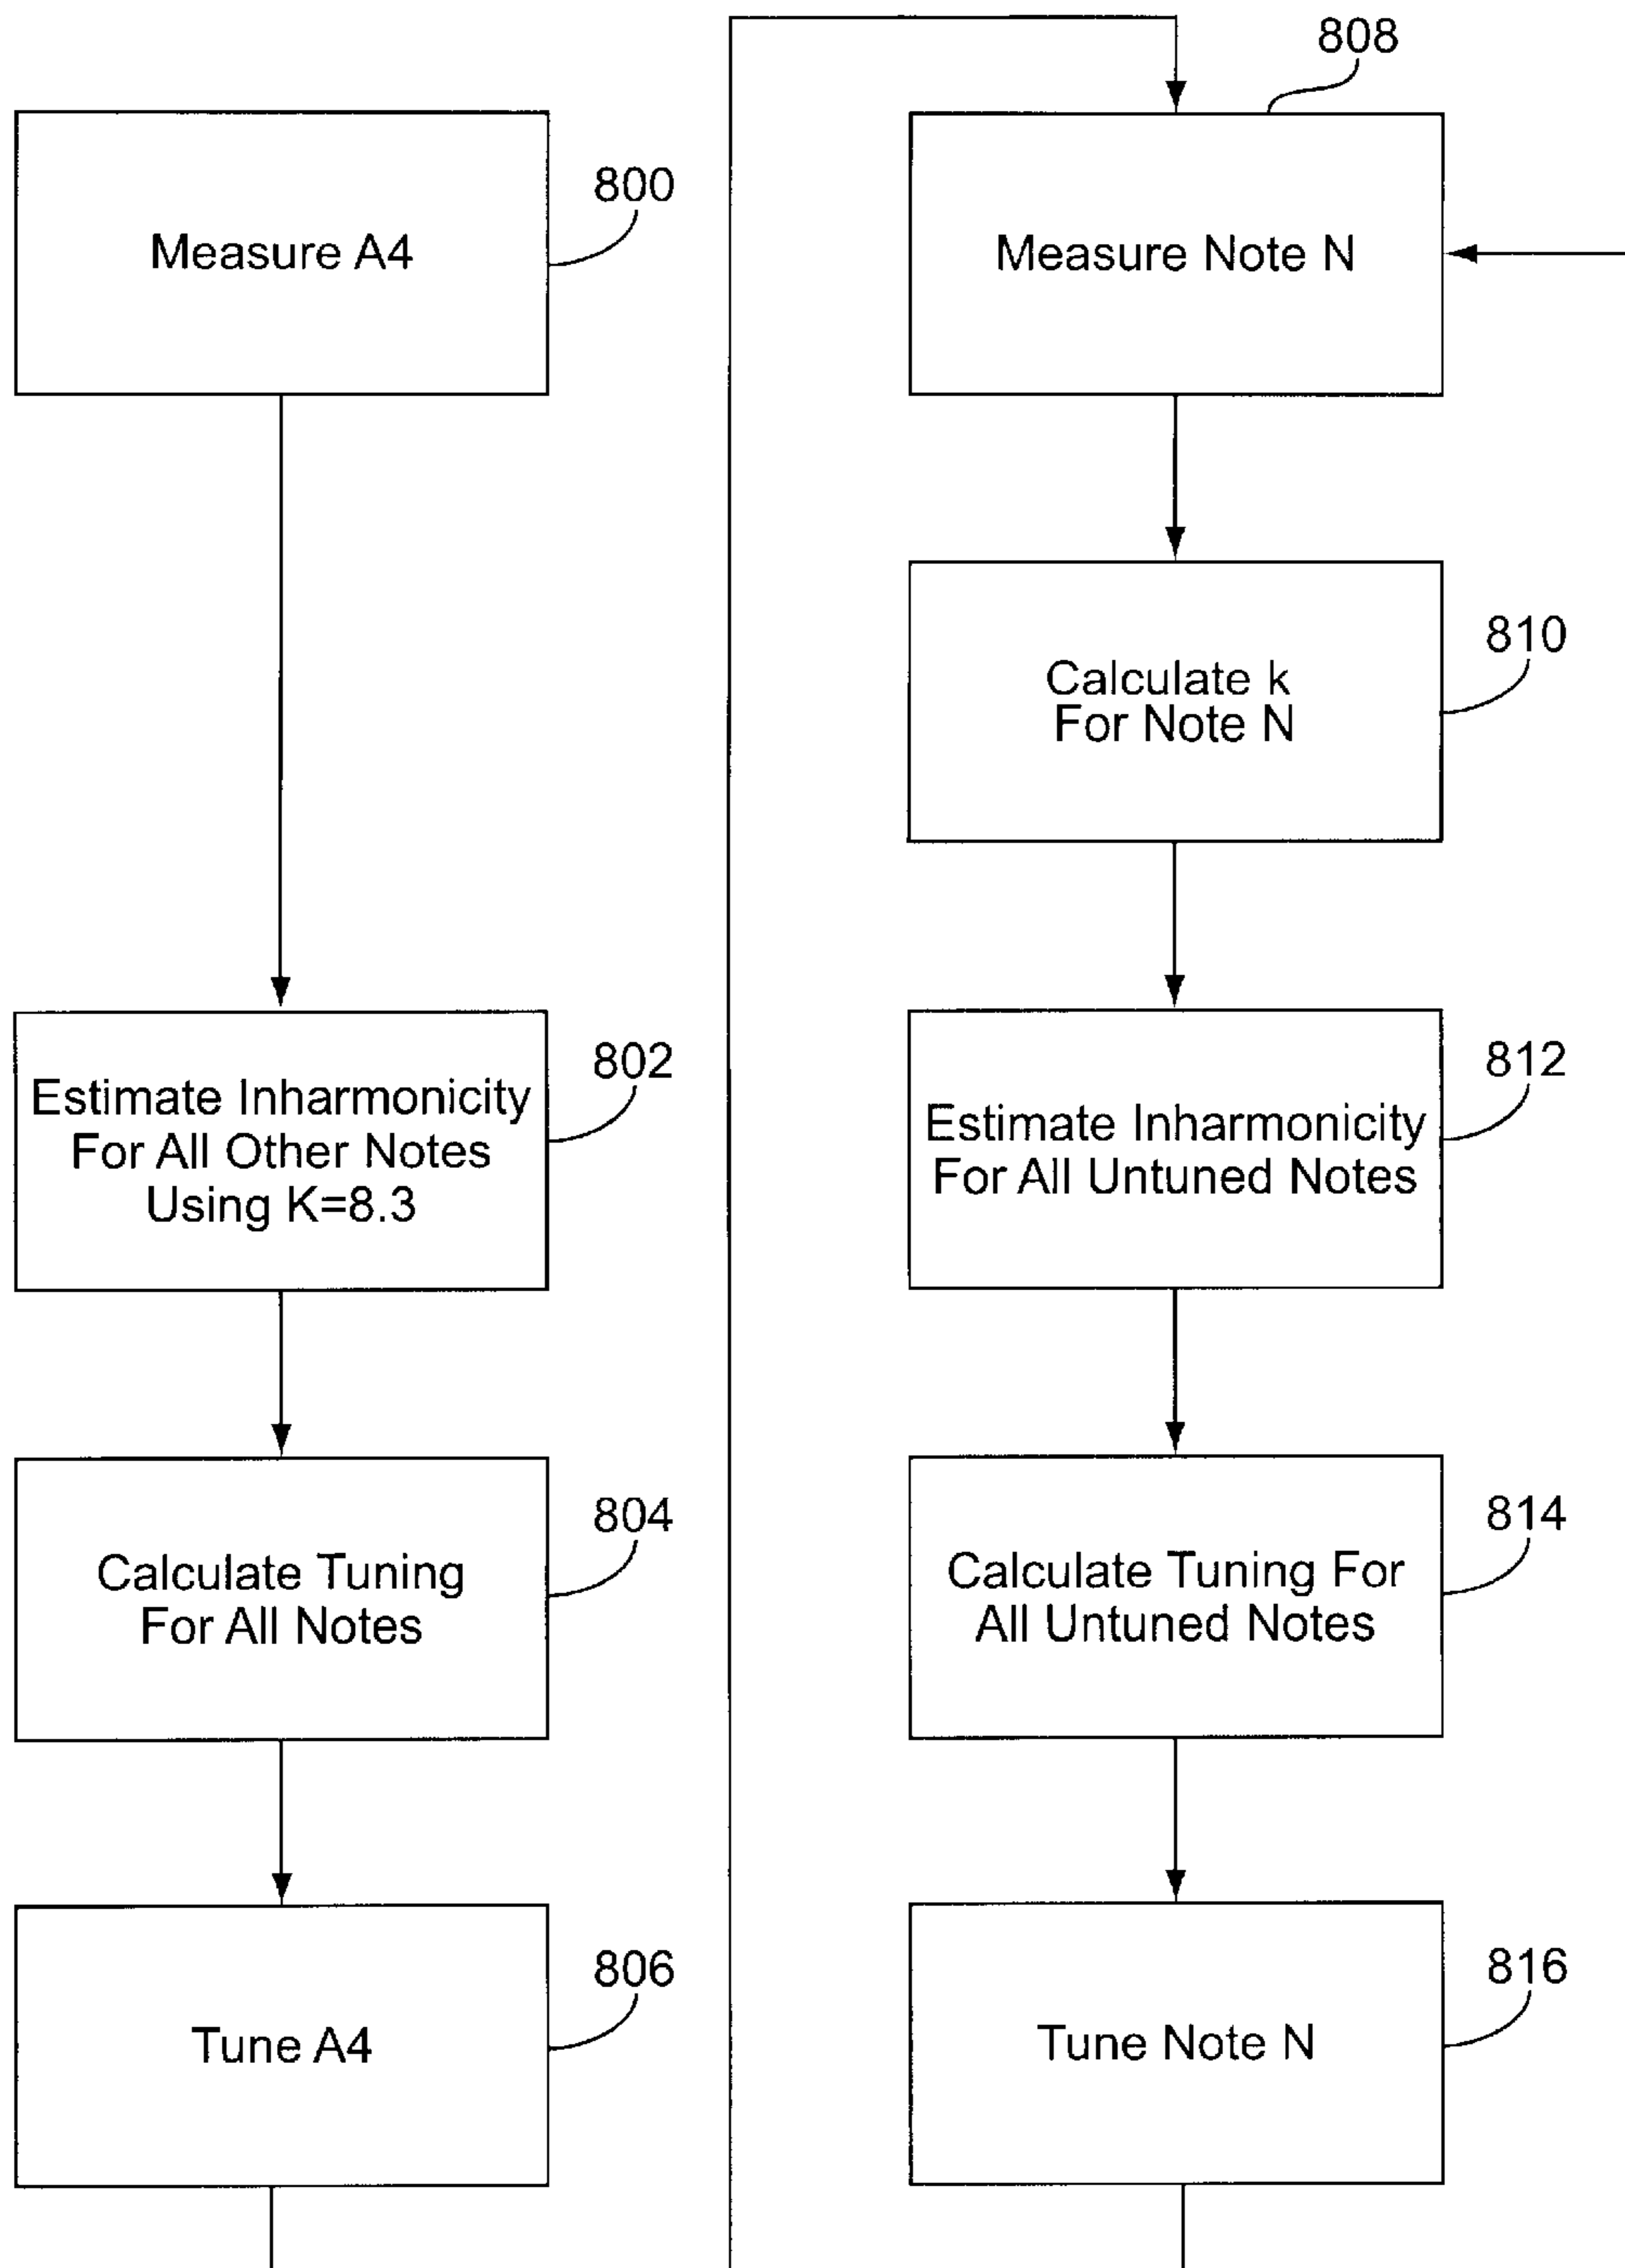 Measure A4
800
Estimate Inharmonicity
For All Other Notes
Using K=8.3
802
Calculate Tuning
For All Notes
804
Tune A4
806
808
Measure Note N
Calculate k
For Note N
810
Estimate Inharmonicity
For All Untuned Notes
812
Calculate Tuning For
All Untuned Notes
814
Tune Note N
816